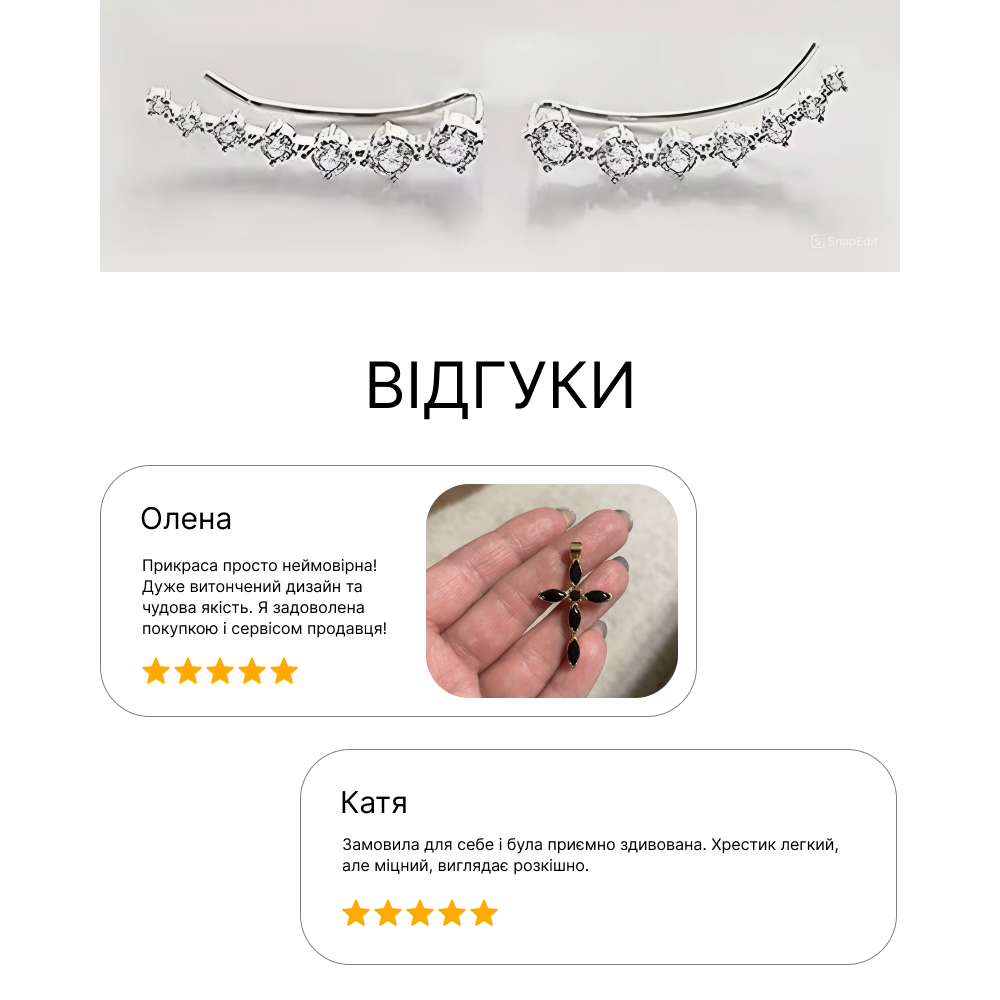 SnapEdit
ВІДГУКИ
Олена
Прикраса просто неймовірна!
Дуже витончений дизайн та
чудова якість. Я задоволена
покупкою і сервісом продавця!
Катя
Замовила для себе і була приємно здивована. Хрестик легкий,
але міцний, виглядає розкішно.